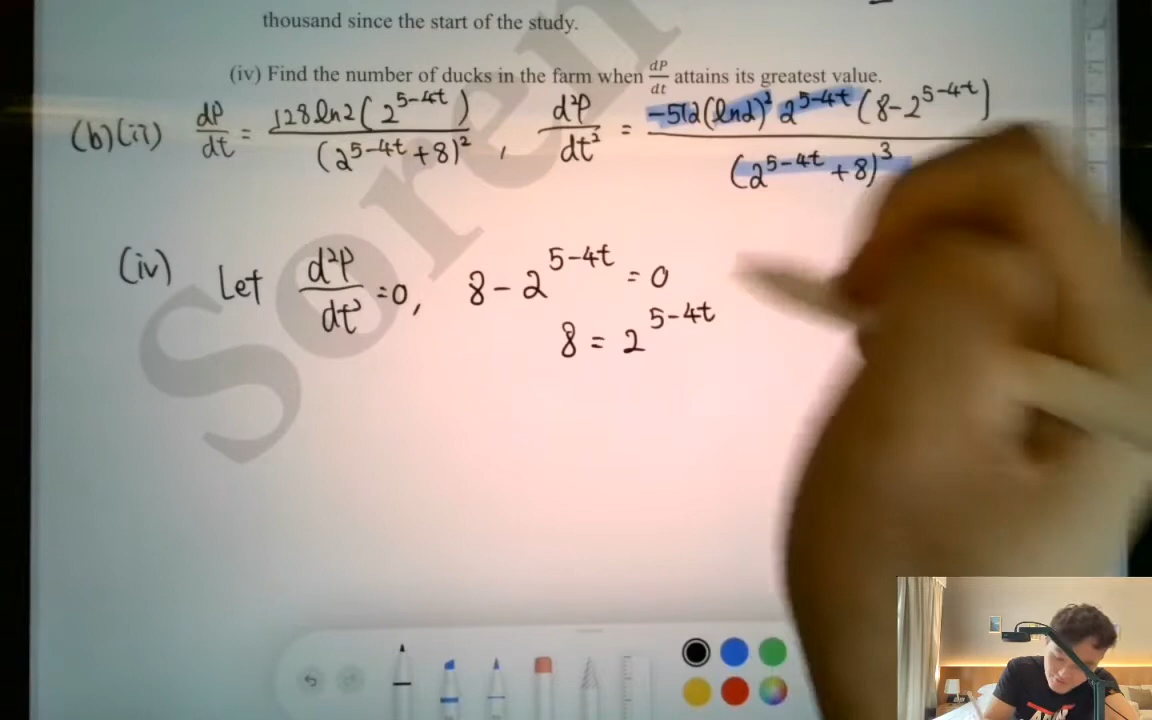 thousand since the start of the study.
(iv) Find the number of ducks in the farm when dP/dt attains its greatest value.
(b)(ii) dP/dt = 128 ln2 (2^(5-4t)) / (2^(5-4t) + 8)² , d²P/dt² = -512(ln2)² 2^(5-4t) (8 - 2^(5-4t)) / (2^(5-4t) + 8)³
(iv) Let d²P/dt² = 0, 8 - 2^(5-4t) = 0
8 = 2^(5-4t)
Soren